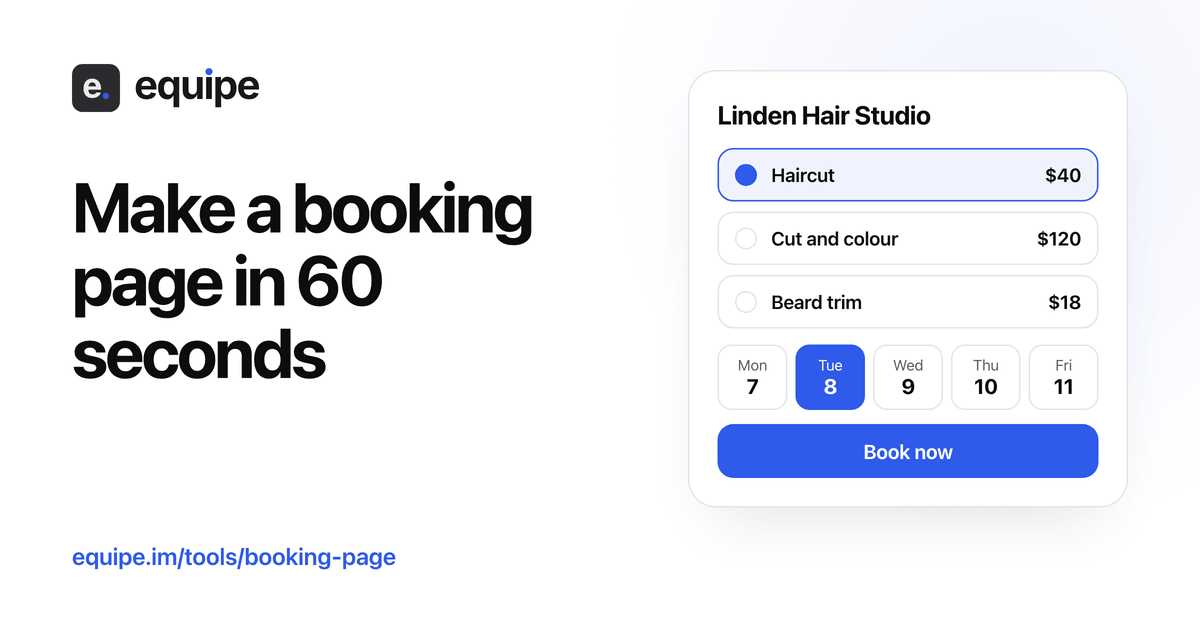 e.
equipe
Make a booking
page in 60
seconds
equipe.im/tools/booking-page
Linden Hair Studio
Haircut $40
Cut and colour $120
Beard trim $18
Mon Tue Wed Thu Fri
7 8 9 10 11
Book now